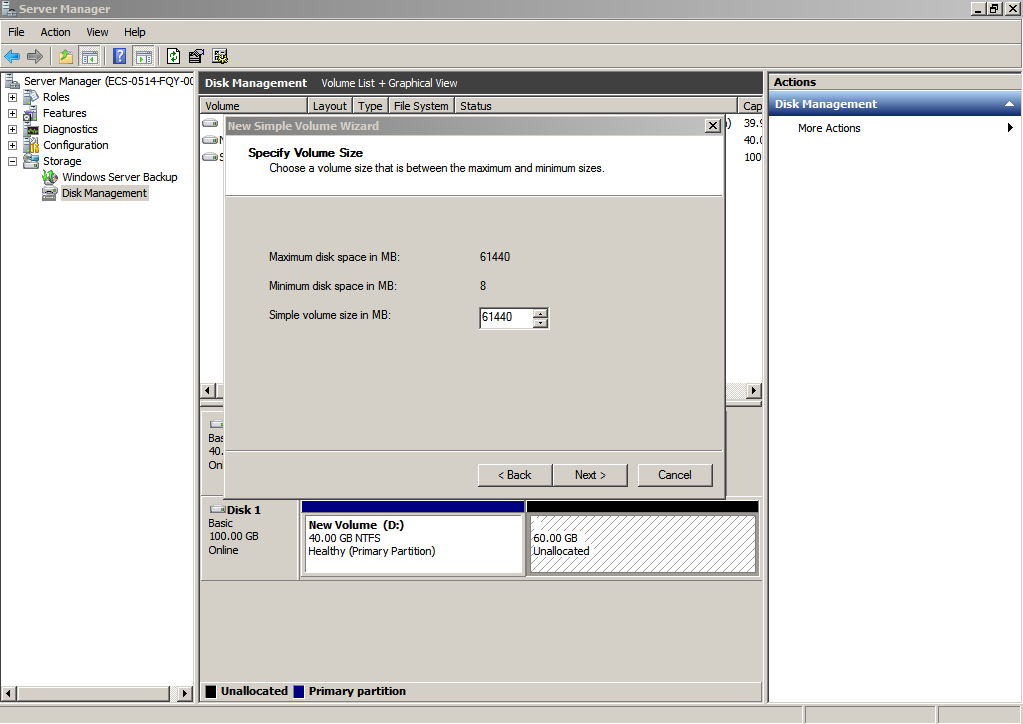 Server Manager
File Action View Help
Server Manager (ECS-0514-FQY-00
Roles
Features
Diagnostics
Configuration
Storage
Windows Server Backup
Disk Management
Disk Management Volume List + Graphical View
Volume Layout Type File System Status Cap
39.9
40.0
100
New Simple Volume Wizard
Specify Volume Size
Choose a volume size that is between the maximum and minimum sizes.
Maximum disk space in MB: 61440
Minimum disk space in MB: 8
Simple volume size in MB: 61440
< Back Next > Cancel
Bas
40.
Onl
Disk 1
Basic
100.00 GB
Online
New Volume (D:)
40.00 GB NTFS
Healthy (Primary Partition)
60.00 GB
Unallocated
Unallocated Primary partition
Actions
Disk Management
More Actions